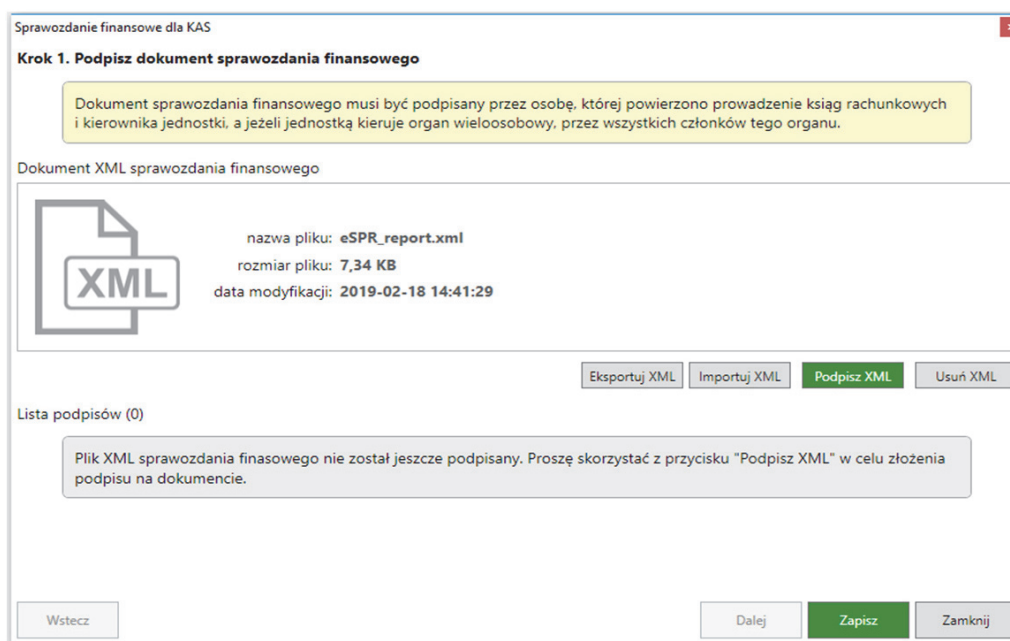 Sprawozdanie finansowe dla KAS
Krok 1. Podpisz dokument sprawozdania finansowego
Dokument sprawozdania finansowego musi być podpisany przez osobę, której powierzono prowadzenie ksiąg rachunkowych
i kierownika jednostki, a jeżeli jednostką kieruje organ wieloosobowy, przez wszystkich członków tego organu.
Dokument XML sprawozdania finansowego
XML
nazwa pliku: eSPR_report.xml
rozmiar pliku: 7,34 KB
data modyfikacji: 2019-02-18 14:41:29
Eksportuj XML Importuj XML Podpisz XML Usuń XML
Lista podpisów (0)
Plik XML sprawozdania finasowego nie został jeszcze podpisany. Proszę skorzystać z przycisku "Podpisz XML" w celu złożenia
podpisu na dokumencie.
Wstecz Dalej Zapisz Zamknij